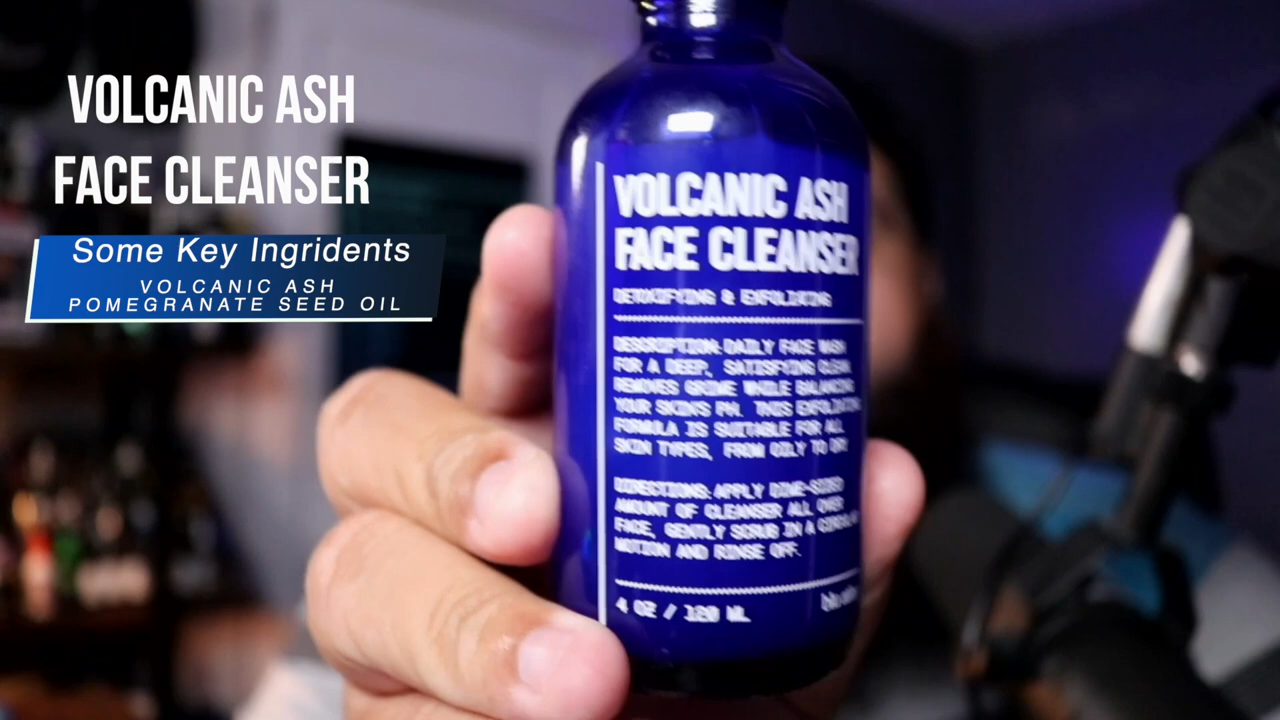 VOLCANIC ASH
FACE CLEANSER
Some Key Ingridents
VOLCANIC ASH
POMEGRANATE SEED OIL
VOLCANIC ASH
FACE CLEANSER
DETOXIFYING & EXFOLIATING
DESCRIPTION: DAILY FACE WASH
FOR A DEEP, SATISFYING CLEAN.
REMOVES GRIME WHILE BALANCING
YOUR SKIN'S PH. THIS EXFOLIATING
FORMULA IS SUITABLE FOR ALL
SKIN TYPES, FROM OILY TO DRY
DIRECTIONS: APPLY DIME-SIZED
AMOUNT OF CLEANSER ALL OVER
FACE, GENTLY SCRUB IN A CIRCULAR
MOTION AND RINSE OFF.
4 OZ / 120 ML